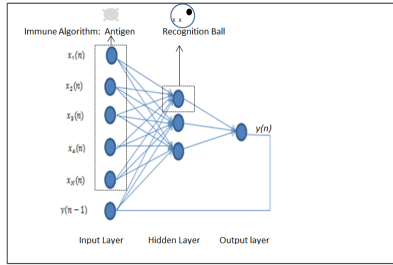 Immune Algorithm: Antigen
Recognition Ball
x x
x₁(n)
x₂(n)
x₃(n)
x₄(n)
x_N(n)
y(n − 1)
y(n)
Input Layer
Hidden Layer
Output layer